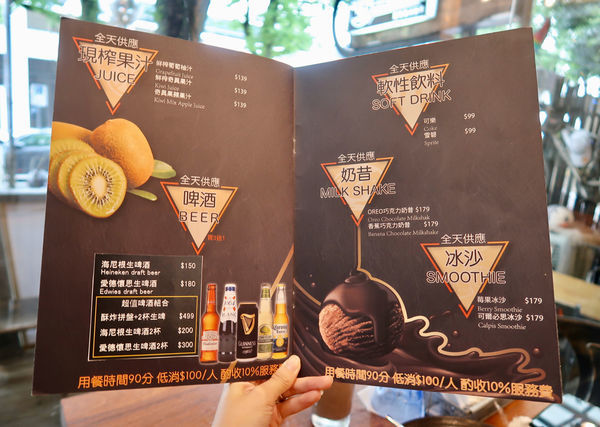 全天供應
現榨果汁
JUICE
鮮榨葡萄柚汁
Grapefruit Juice
$139
鮮榨奇異果汁
Kiwi Juice
$139
奇異果蘋果汁
Kiwi Mix Apple Juice
$139
全天供應
啤酒
BEER
買1送1
海尼根生啤酒 $150
Heineken draft beer
愛德懷思生啤酒 $180
Edwies draft beer
超值啤酒組合
酥炸拼盤+2杯生啤 $499
海尼根生啤酒2杯 $200
愛德懷思生啤酒2杯 $300
GUINNESS
用餐時間90分 低消$100/人 酌收10%服務費
全天供應
軟性飲料
SOFT DRINK
可樂 $99
Coke
雪碧 $99
Sprite
全天供應
奶昔
MILK SHAKE
OREO巧克力奶昔 $179
Oreo Chocolate Milkshak
香蕉巧克力奶昔 $179
Banana Chocolate Milkshake
全天供應
冰沙
SMOOTHIE
莓果冰沙 $179
Berry Smoothie
可爾必思冰沙 $179
Calpis Smoothie
用餐時間90分 低消$100/人 酌收10%服務費